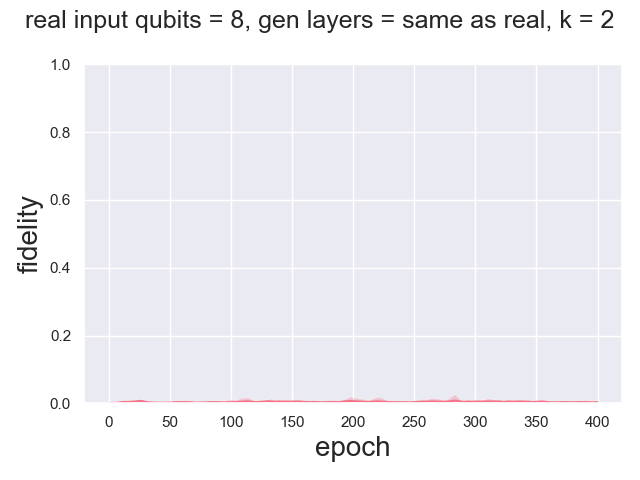 real input qubits = 8, gen layers = same as real, k = 2
1.0
0.8
0.6
0.4
0.2
0.0
fidelity
0 50 100 150 200 250 300 350 400
epoch